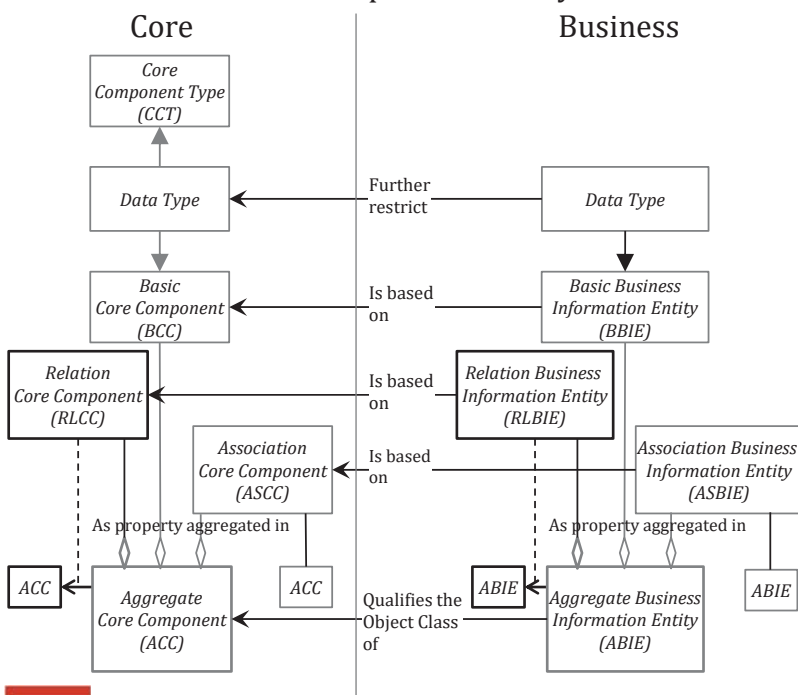 Core
Business
Core
Component Type
(CCT)
Data Type
Further
restrict
Data Type
Basic
Core Component
(BCC)
Is based
on
Basic Business
Information Entity
(BBIE)
Relation
Core Component
(RLCC)
Is based
on
Relation Business
Information Entity
(RLBIE)
Association
Core Component
(ASCC)
Is based
on
Association Business
Information Entity
(ASBIE)
As property aggregated in
As property aggregated in
ACC
Aggregate
Core Component
(ACC)
ACC
Qualifies the
Object Class
of
ABIE
Aggregate Business
Information Entity
(ABIE)
ABIE